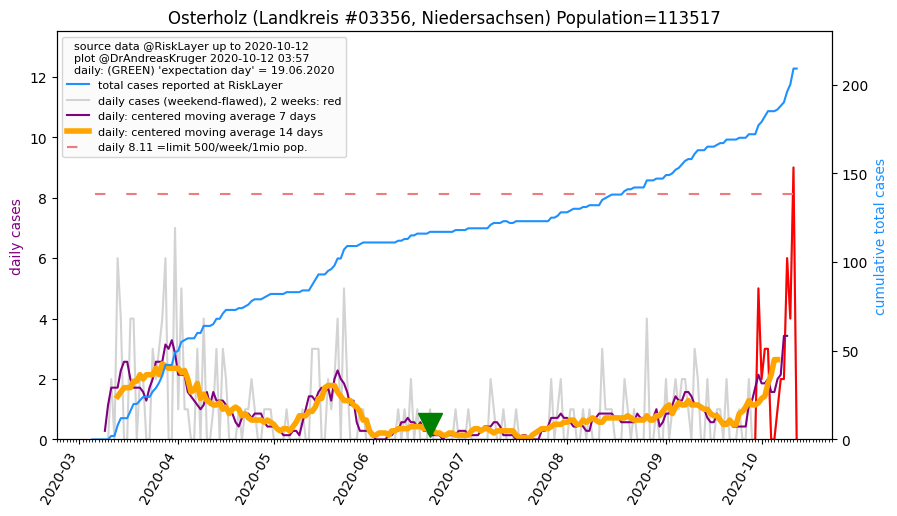 Osterholz (Landkreis #03356, Niedersachsen) Population=113517
source data @RiskLayer up to 2020-10-12
plot @DrAndreasKruger 2020-10-12 03:57
daily: (GREEN) 'expectation day' = 19.06.2020
total cases reported at RiskLayer
daily cases (weekend-flawed), 2 weeks: red
daily: centered moving average 7 days
daily: centered moving average 14 days
daily 8.11 =limit 500/week/1mio pop.
daily cases
12
10
8
6
4
2
0
200
150
100
50
0
cumulative total cases
2020-03
2020-04
2020-05
2020-06
2020-07
2020-08
2020-09
2020-10